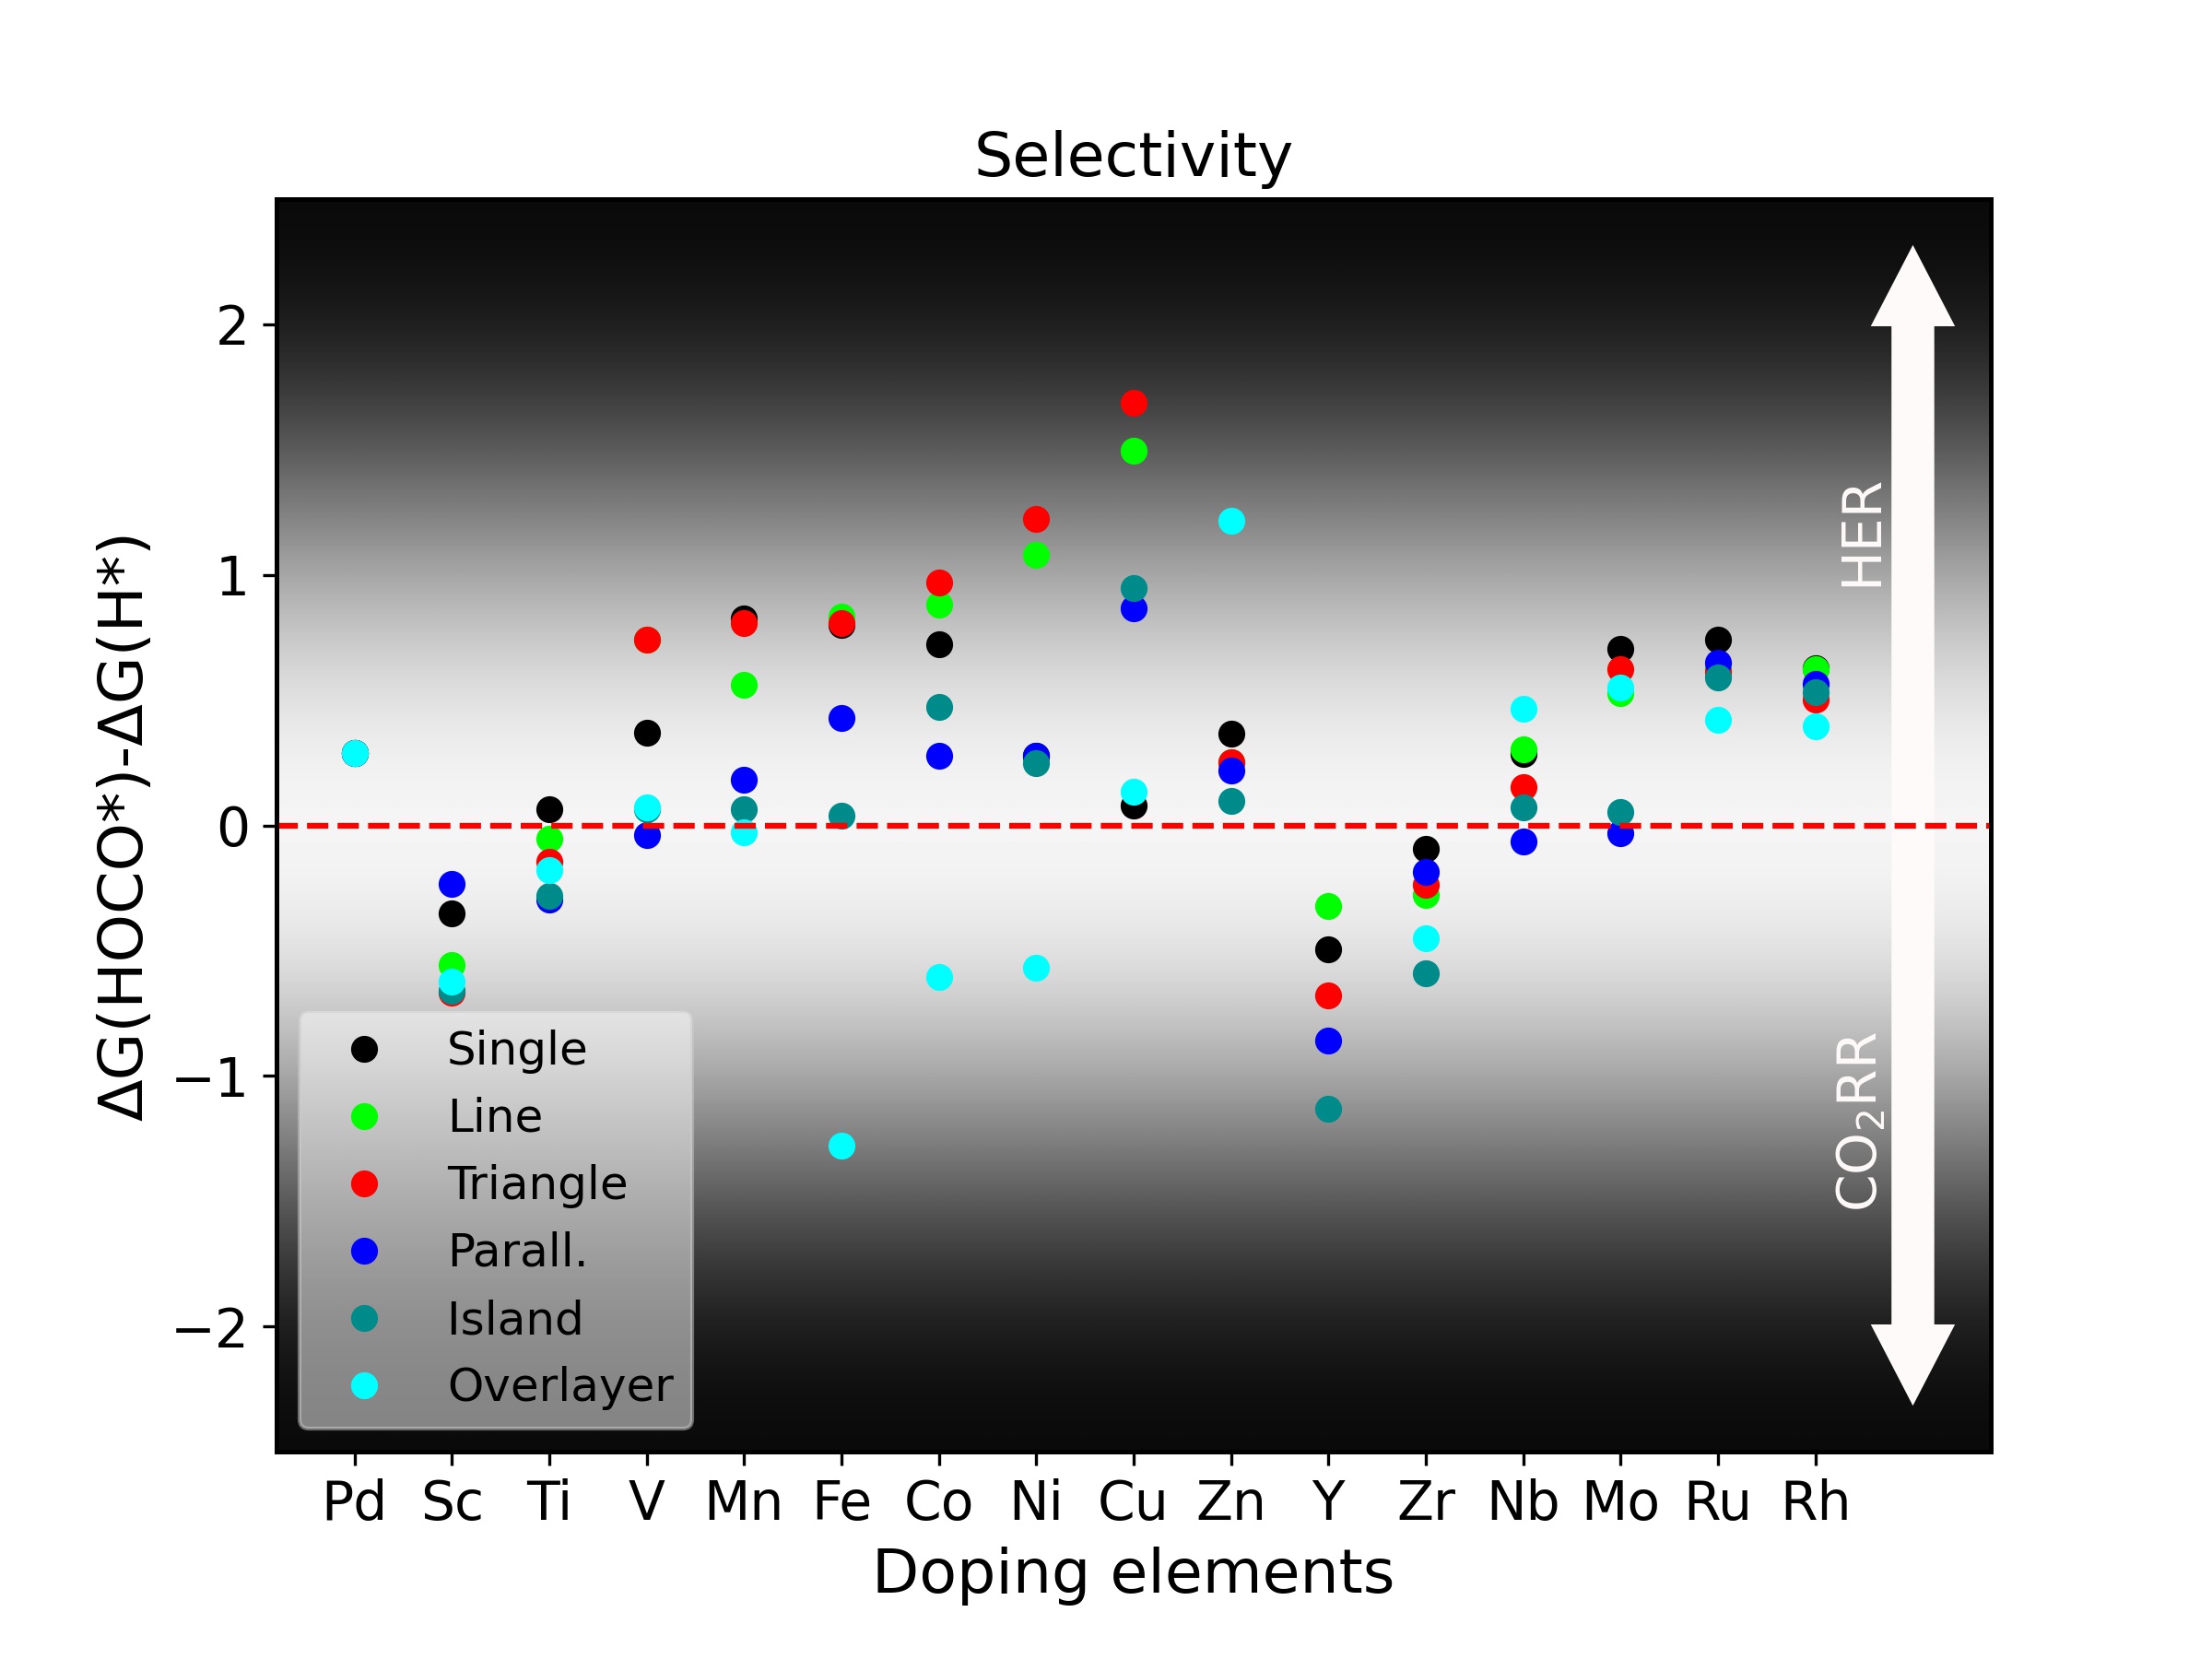 Selectivity
ΔG(HOCO*)-ΔG(H*)
2
1
0
−1
−2
HER
CO₂RR
Single
Line
Triangle
Parall.
Island
Overlayer
Pd Sc Ti V Mn Fe Co Ni Cu Zn Y Zr Nb Mo Ru Rh
Doping elements